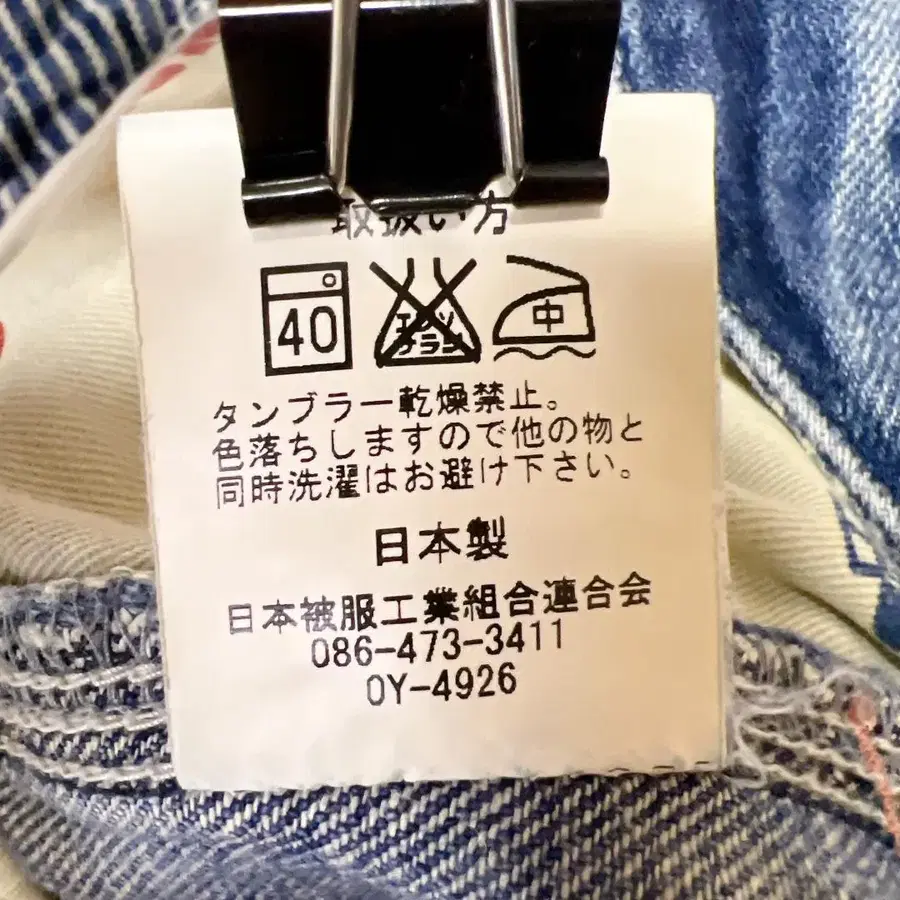 取扱い方
40
エンソ
サラシ
中
タンブラー乾燥禁止。
色落ちしますので他の物と
同時洗濯はお避け下さい。
日本製
日本被服工業組合連合会
086-473-3411
OY-4926